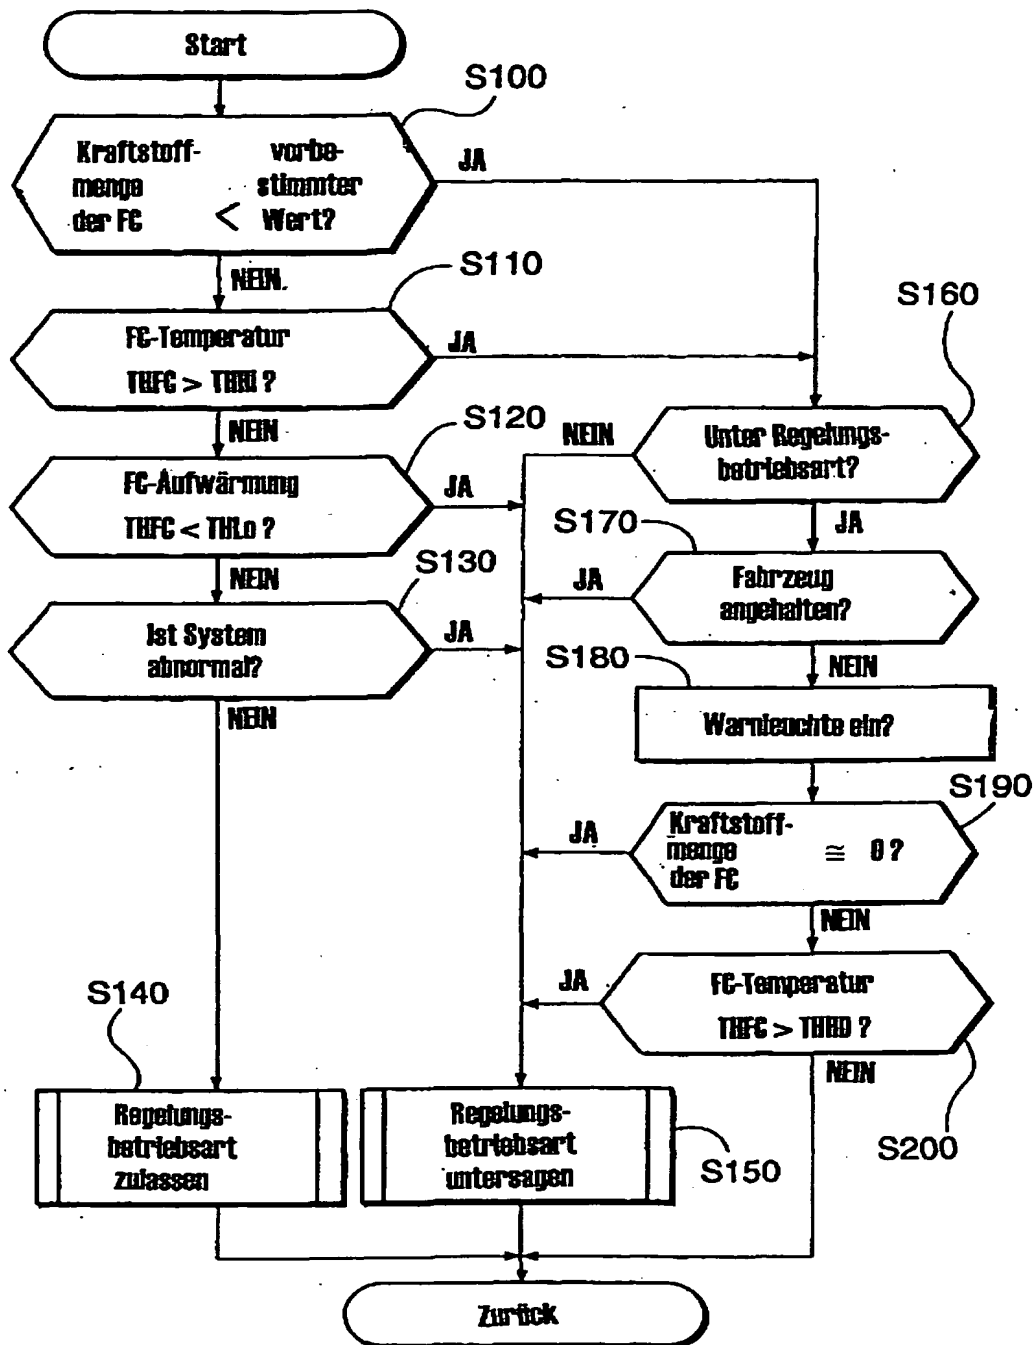 Start
S100
Kraftstoff- vorbe-
menge stimmter
der FC < Wert?
JA
NEIN
S110
FC-Temperatur
THFC > THHi ?
JA
NEIN
S120
FC-Aufwärmung
THFC < THLo ?
JA
NEIN
S130
Ist System
abnormal?
JA
NEIN
S160
Unter Regelungs-
betriebsart?
NEIN
JA
S170
Fahrzeug
angehalten?
JA
NEIN
S180
Warnleuchte ein?
S190
Kraftstoff-
menge ≅ 0 ?
der FC
JA
NEIN
FC-Temperatur
THFC > THHD ?
JA
NEIN
S200
S140
Regelungs-
betriebsart
zulassen
Regelungs-
betriebsart
untersagen
S150
Zurück